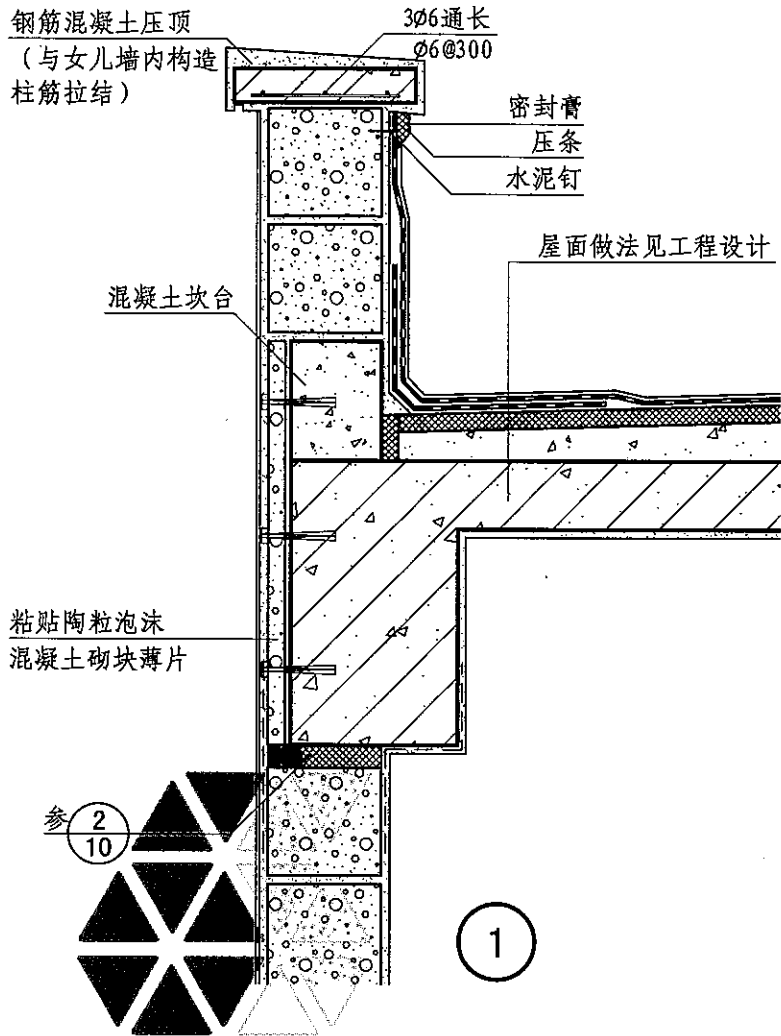 钢筋混凝土压顶
（与女儿墙内构造
柱筋拉结）
3Ø6通长
Ø6@300
密封膏
压条
水泥钉
屋面做法见工程设计
混凝土坎台
粘贴陶粒泡沫
混凝土砌块薄片
参 2
10
1